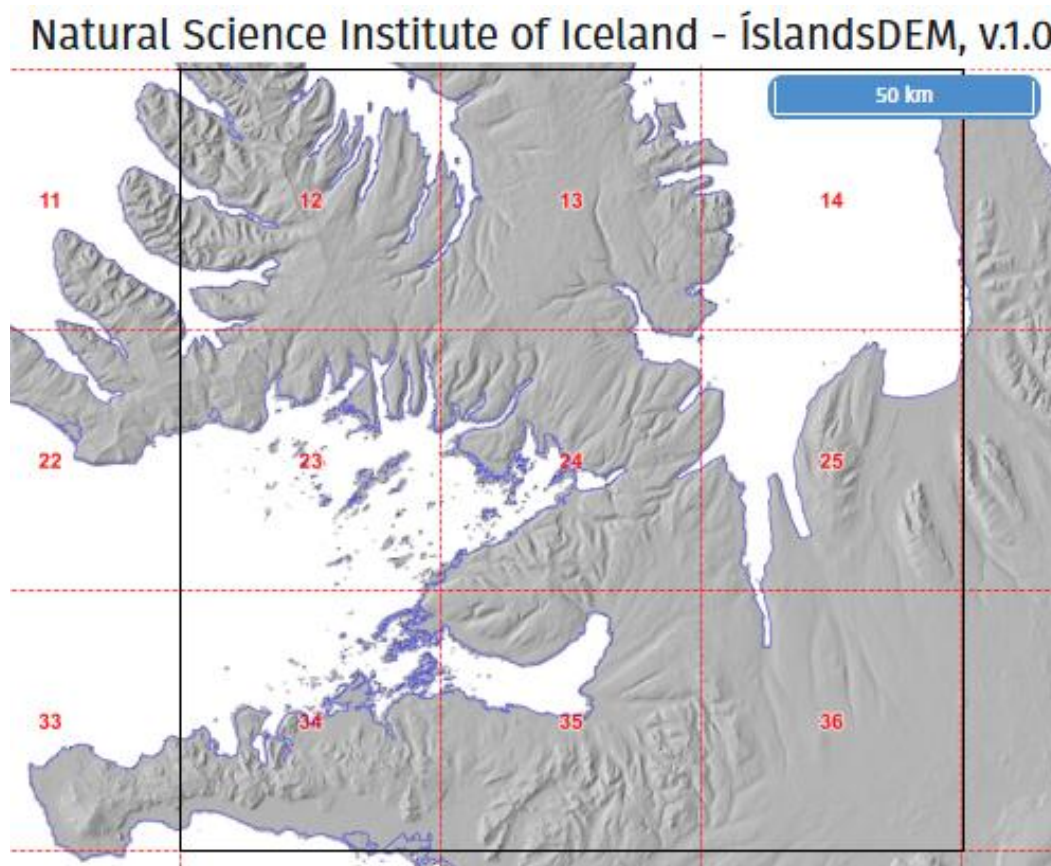 Natural Science Institute of Iceland - ÍslandsDEM, v.1.0
50 km
11 12 13 14
22 23 24 25
33 34 35 36